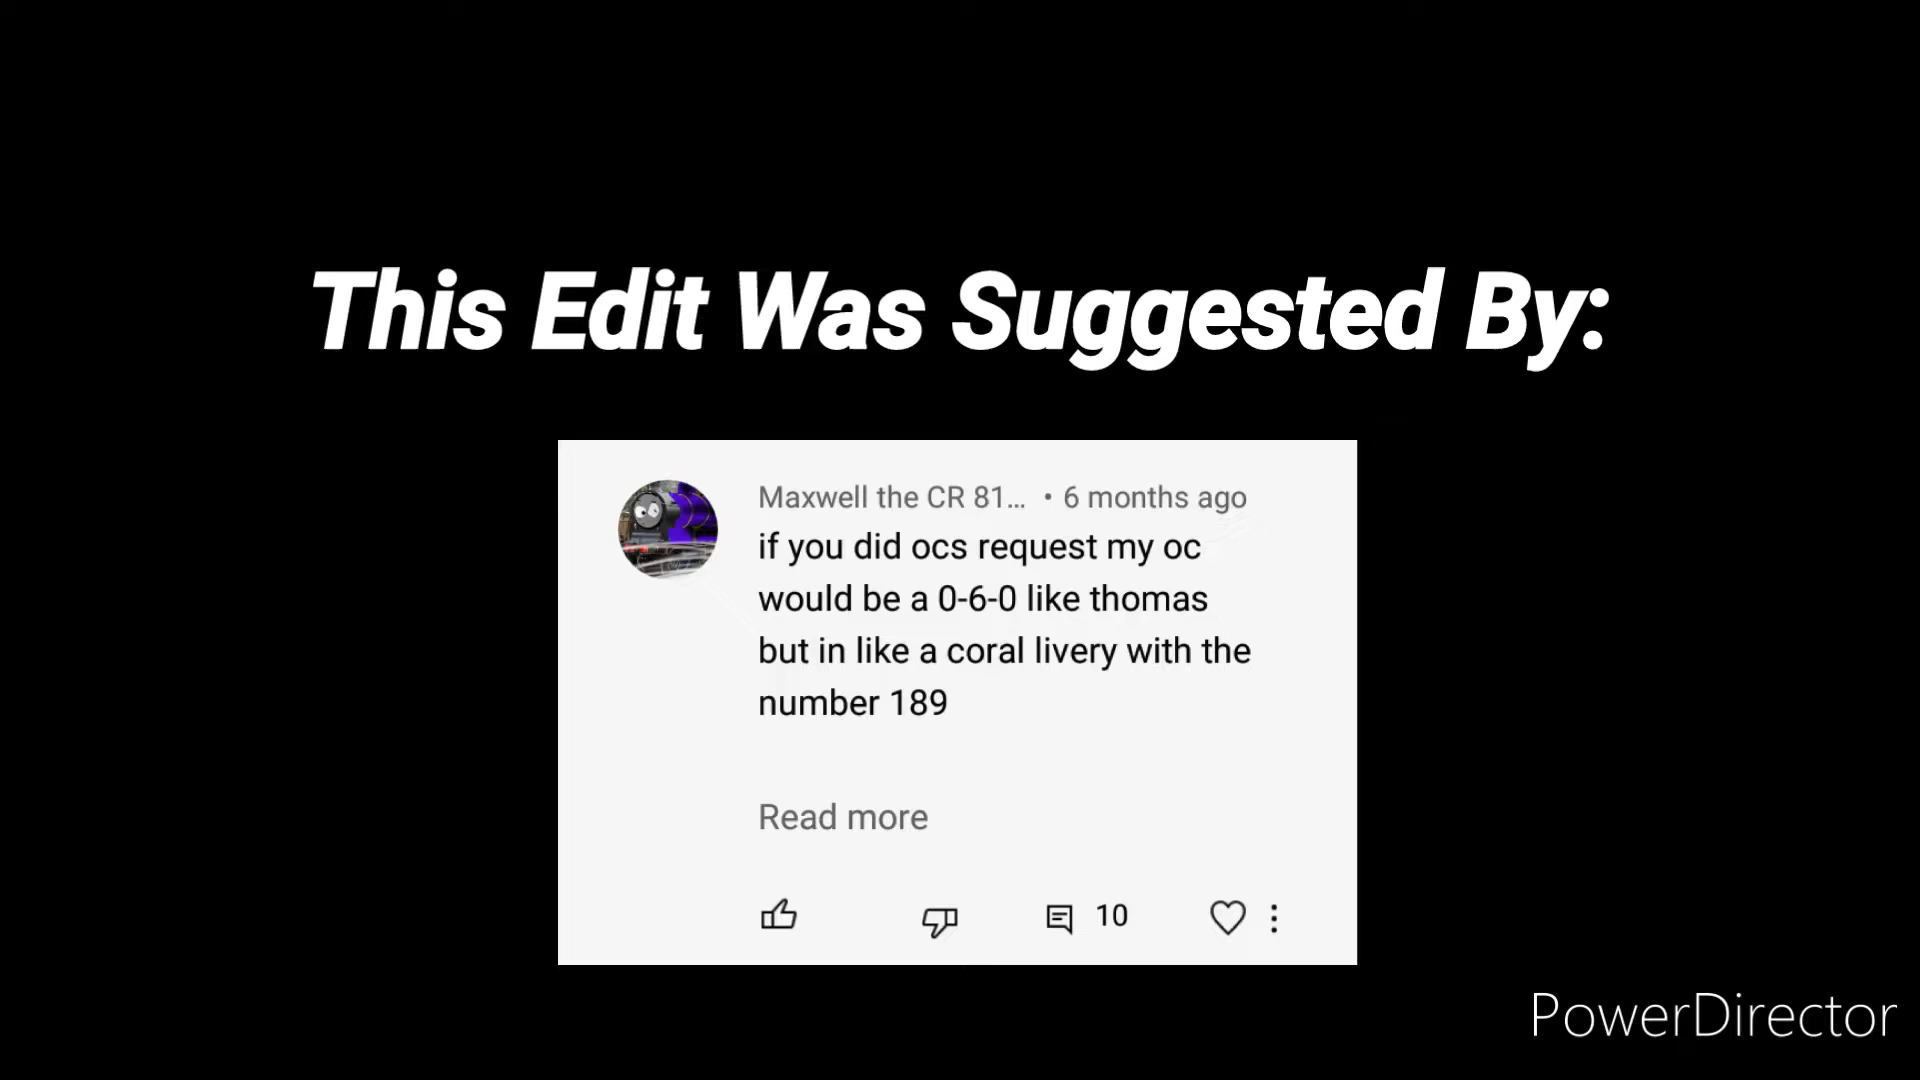 This Edit Was Suggested By:
Maxwell the CR 81... • 6 months ago
if you did ocs request my oc
would be a 0-6-0 like thomas
but in like a coral livery with the
number 189
Read more
10
PowerDirector